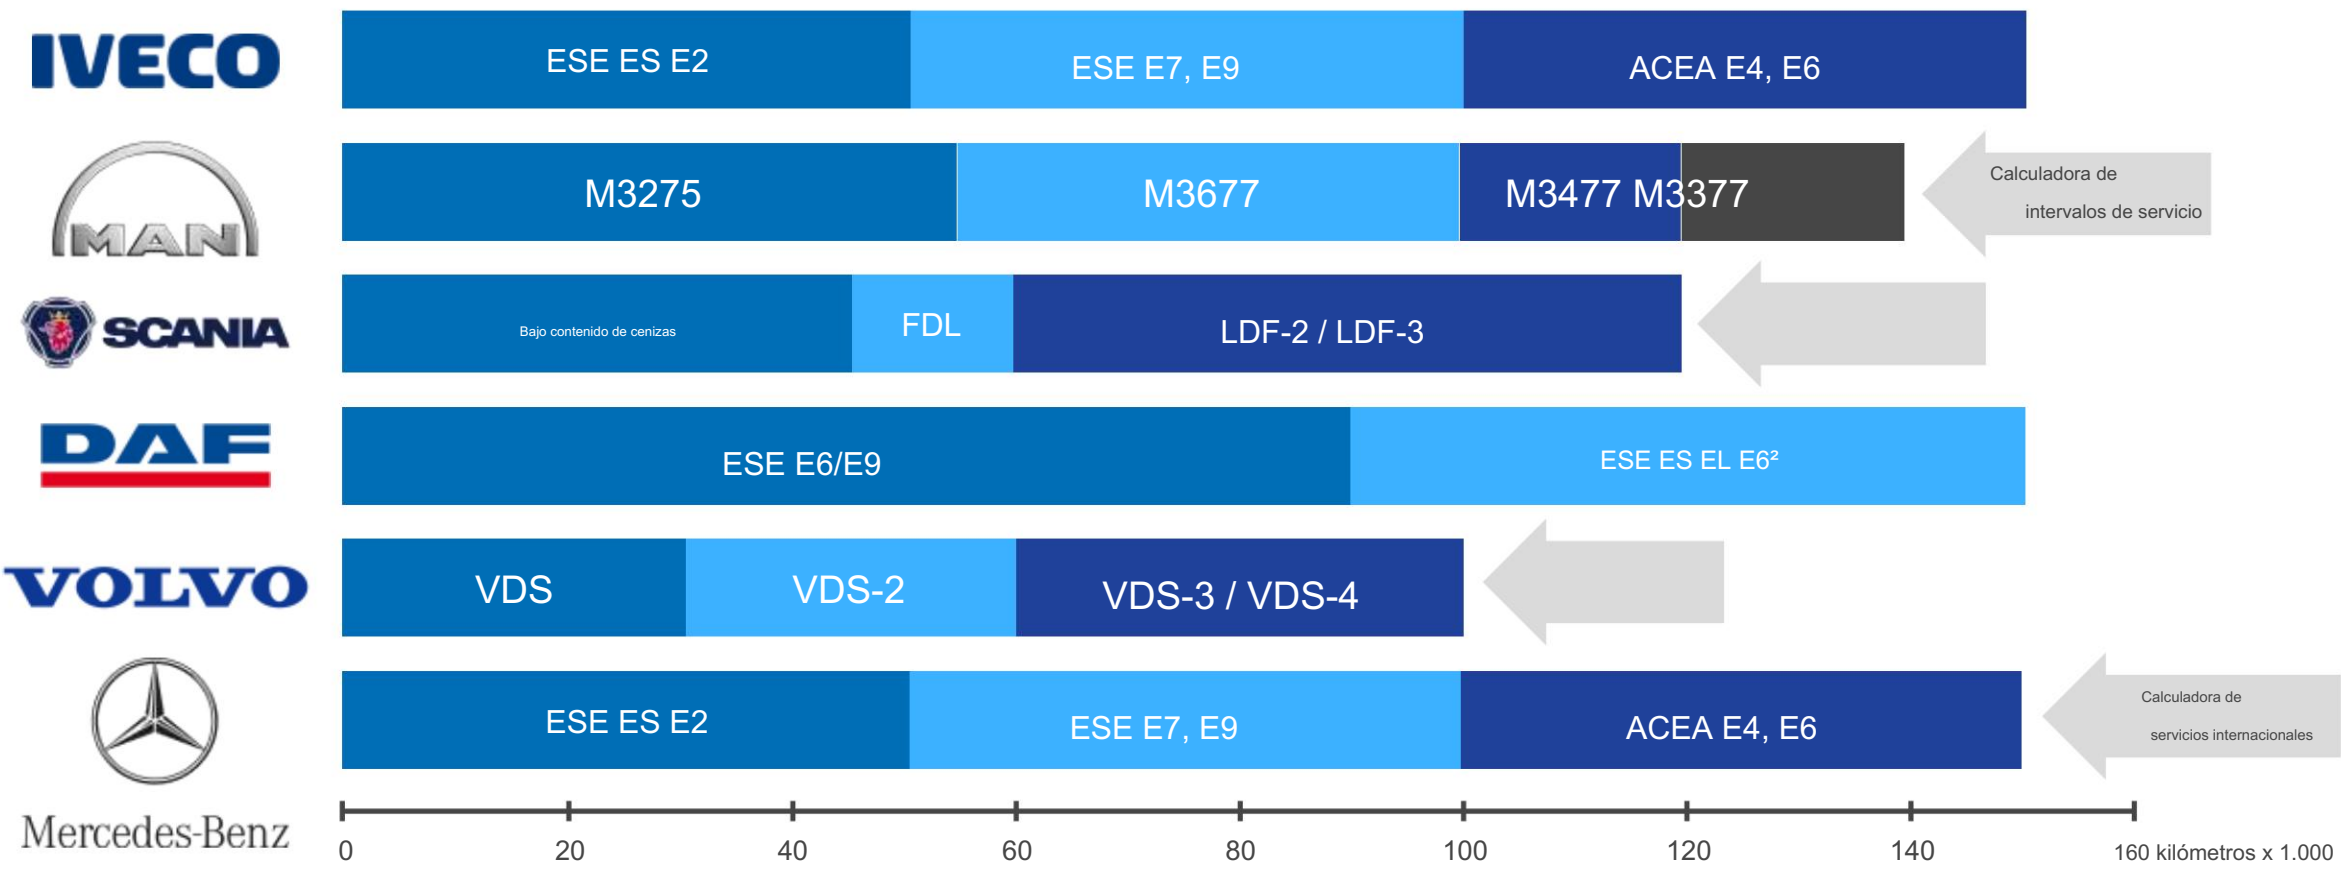 IVECO
ESE ES E2
ESE E7, E9
ACEA E4, E6
MAN
M3275
M3677
M3477 M3377
Calculadora de
intervalos de servicio
SCANIA
Bajo contenido de cenizas
FDL
LDF-2 / LDF-3
DAF
ESE E6/E9
ESE ES EL E6²
VOLVO
VDS
VDS-2
VDS-3 / VDS-4
ESE ES E2
ESE E7, E9
ACEA E4, E6
Calculadora de
servicios internacionales
Mercedes-Benz
0 20 40 60 80 100 120 140 160 kilómetros x 1.000